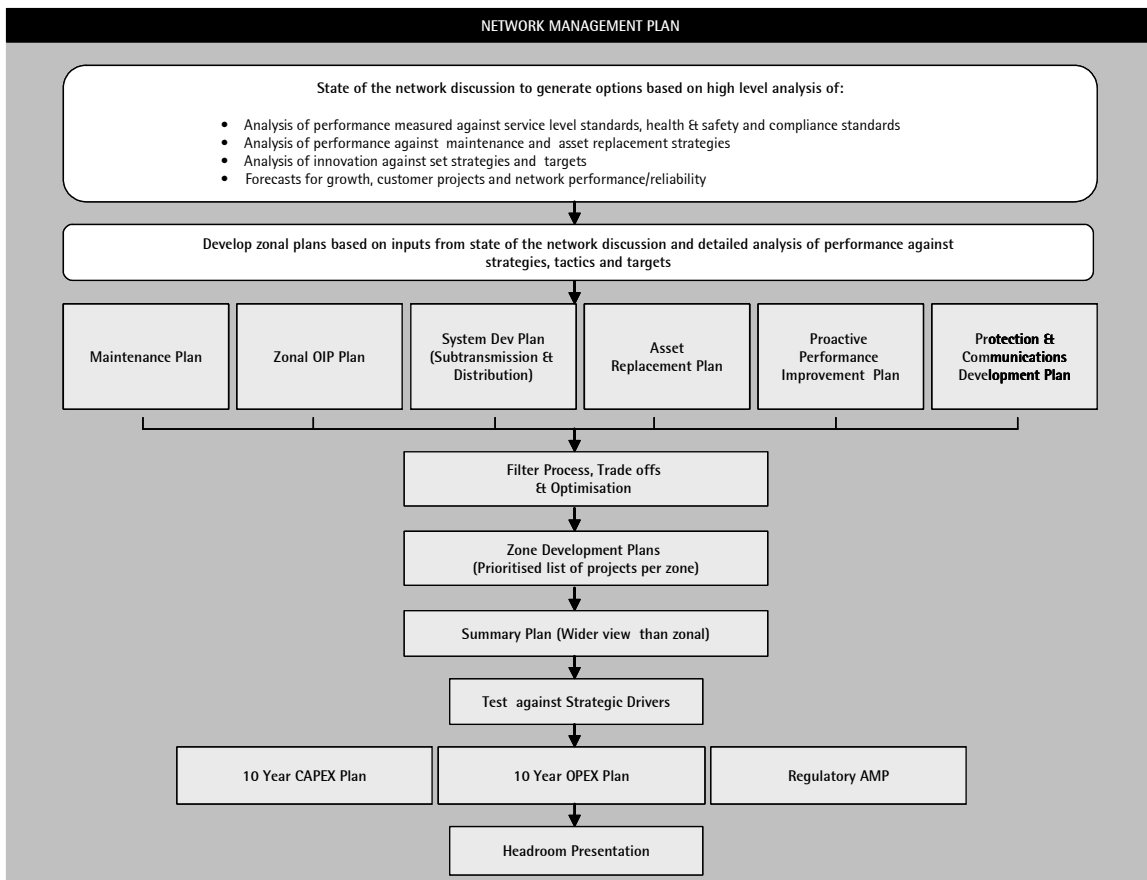 NETWORK MANAGEMENT PLAN
State of the network discussion to generate options based on high level analysis of:
• Analysis of performance measured against service level standards, health & safety and compliance standards
• Analysis of performance against maintenance and asset replacement strategies
• Analysis of innovation against set strategies and targets
• Forecasts for growth, customer projects and network performance/reliability
Develop zonal plans based on inputs from state of the network discussion and detailed analysis of performance against
strategies, tactics and targets
Maintenance Plan
Zonal OIP Plan
System Dev Plan
(Subtransmission &
Distribution)
Asset
Replacement Plan
Proactive
Performance
Improvement Plan
Protection &
Communications
Development Plan
Filter Process, Trade offs
& Optimisation
Zone Development Plans
(Prioritised list of projects per zone)
Summary Plan (Wider view than zonal)
Test against Strategic Drivers
10 Year CAPEX Plan
10 Year OPEX Plan
Regulatory AMP
Headroom Presentation